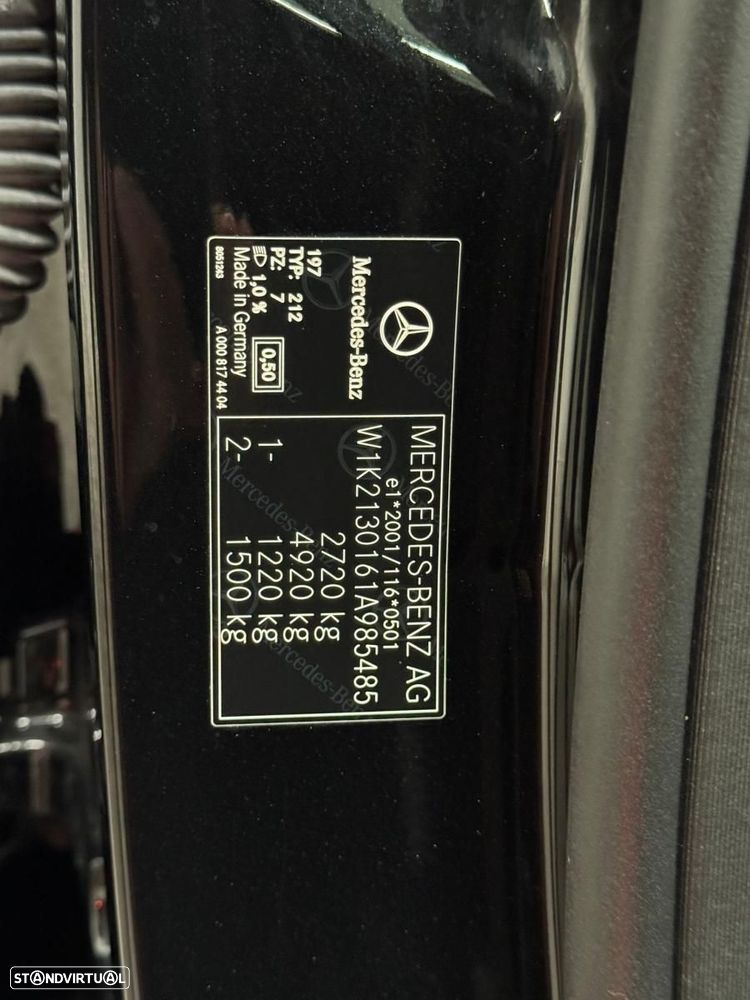 Mercedes-Benz
197
TYP: 212
PZ: 7
1,0 %
0,50
Made in Germany
8051263
A 000 817 44 04
MERCEDES-BENZ AG
e1*2001/116*0501
W1K2130161A985485
2720 kg
4920 kg
1- 1220 kg
2- 1500 kg
STANDVIRTUAL